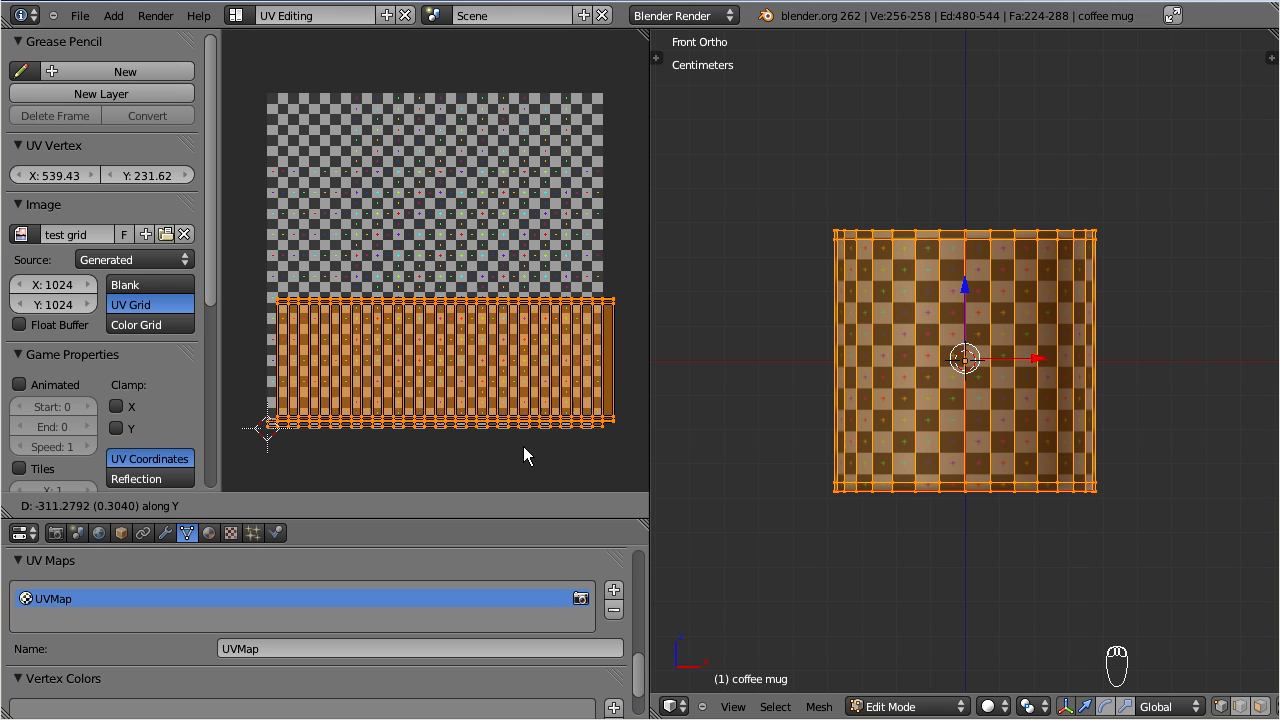 File Add Render Help UV Editing Scene Blender Render blender.org 262 | Ve:256-258 | Ed:480-544 | Fa:224-288 | coffee mug
Grease Pencil
New
New Layer
Delete Frame Convert
UV Vertex
X: 539.43 Y: 231.62
Image
test grid F
Source: Generated
X: 1024 Blank
Y: 1024 UV Grid
Float Buffer Color Grid
Game Properties
Animated Clamp:
Start: 0 X
End: 0 Y
Speed: 1
Tiles UV Coordinates
X: 1 Reflection
D: -311.2792 (0.3040) along Y
UV Maps
UVMap
Name: UVMap
Vertex Colors
Front Ortho
Centimeters
(1) coffee mug
View Select Mesh Edit Mode Global